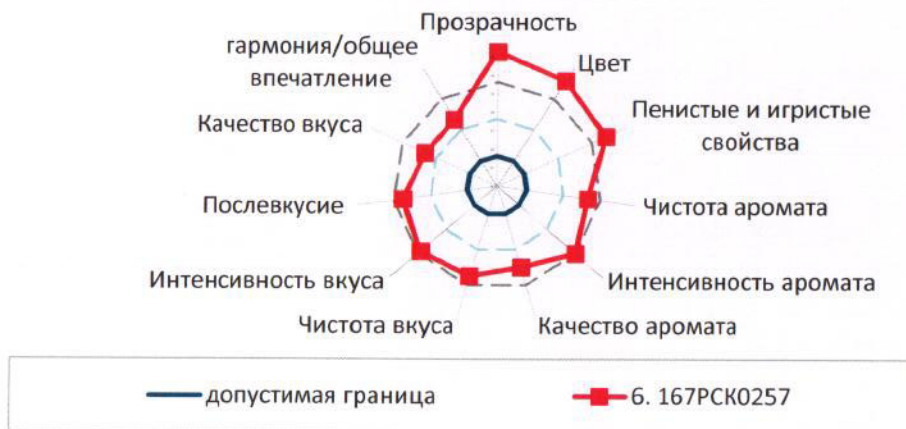 Прозрачность
Цвет
Пенистые и игристые
свойства
Чистота аромата
Интенсивность аромата
Качество аромата
Чистота вкуса
Интенсивность вкуса
Послевкусие
Качество вкуса
гармония/общее
впечатление
допустимая граница
6. 167РСК0257